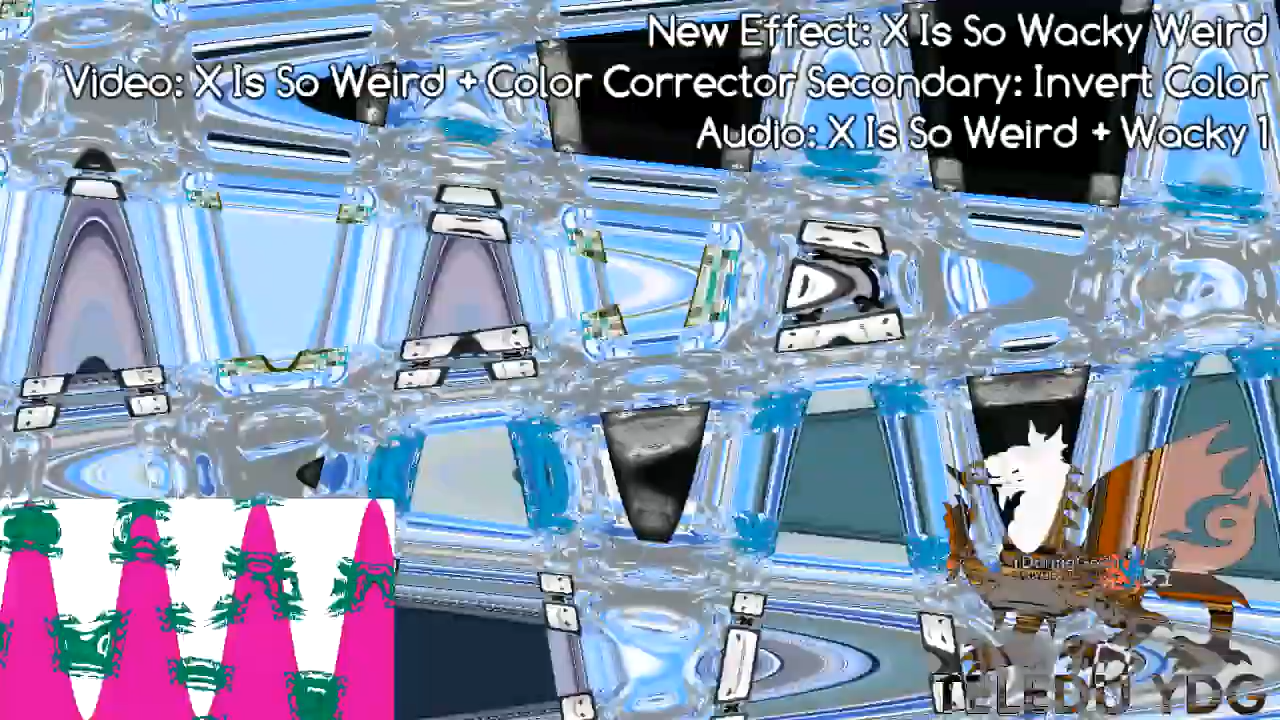 New Effect: X Is So Wacky Weird
Video: X Is So Weird + Color Corrector Secondary: Invert Color
Audio: X Is So Weird + Wacky 1
TELEDU YDG